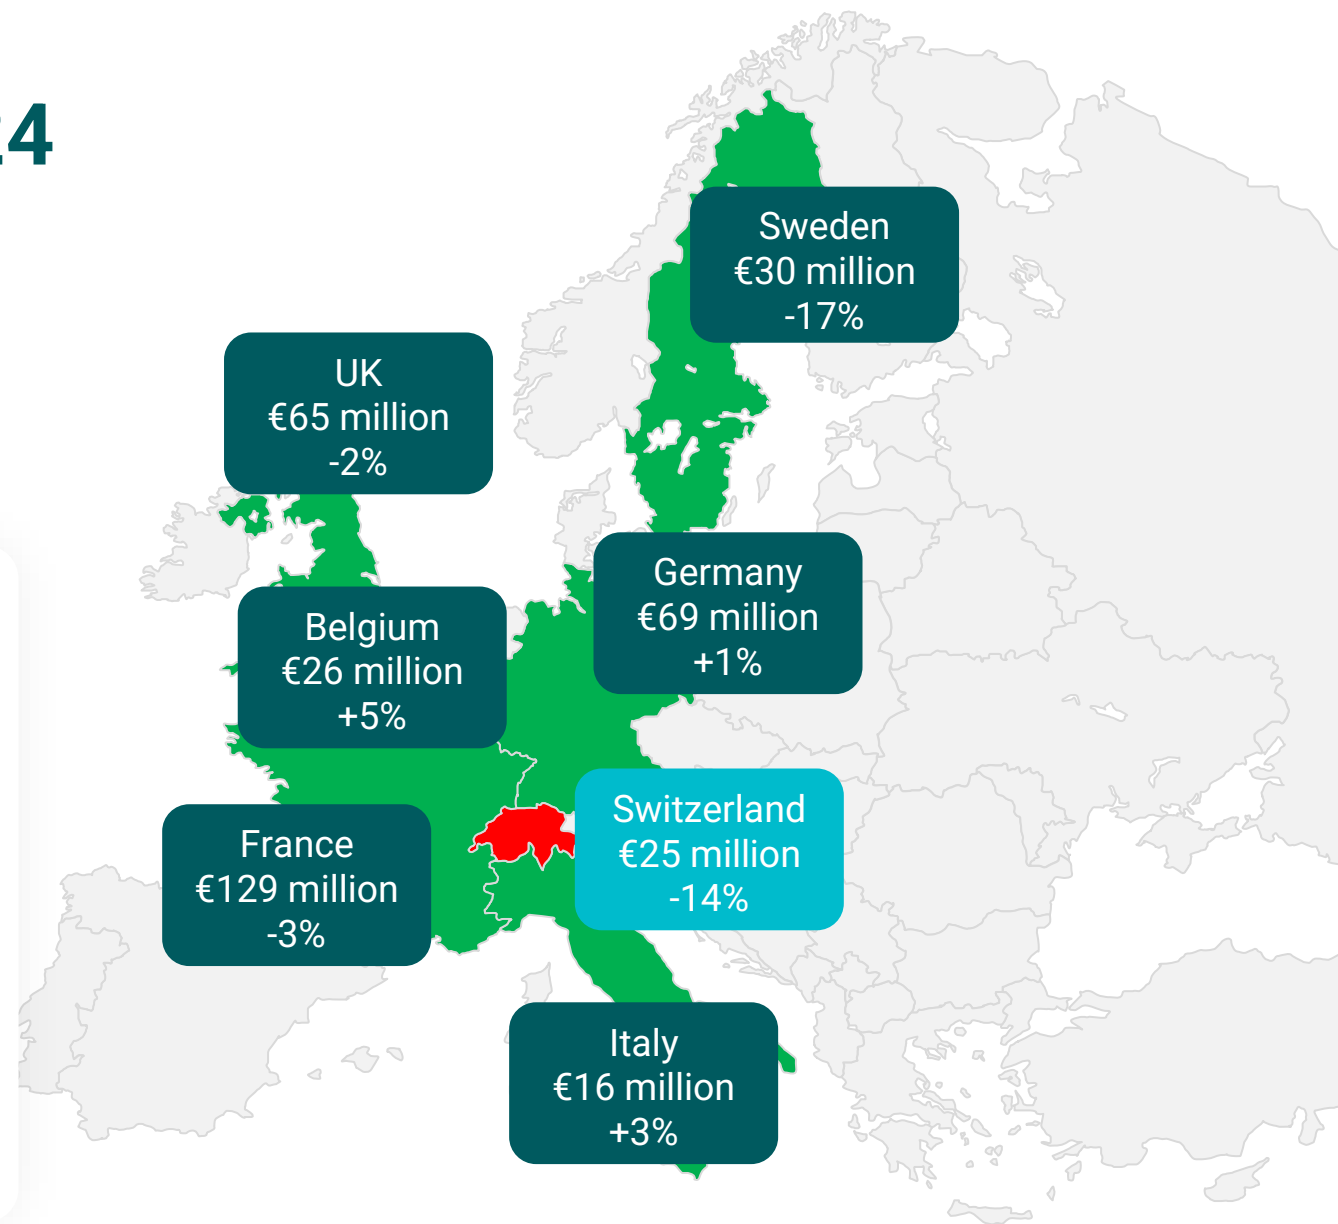 4
Sweden
€30 million
-17%
UK
€65 million
-2%
Germany
€69 million
+1%
Belgium
€26 million
+5%
Switzerland
€25 million
-14%
France
€129 million
-3%
Italy
€16 million
+3%